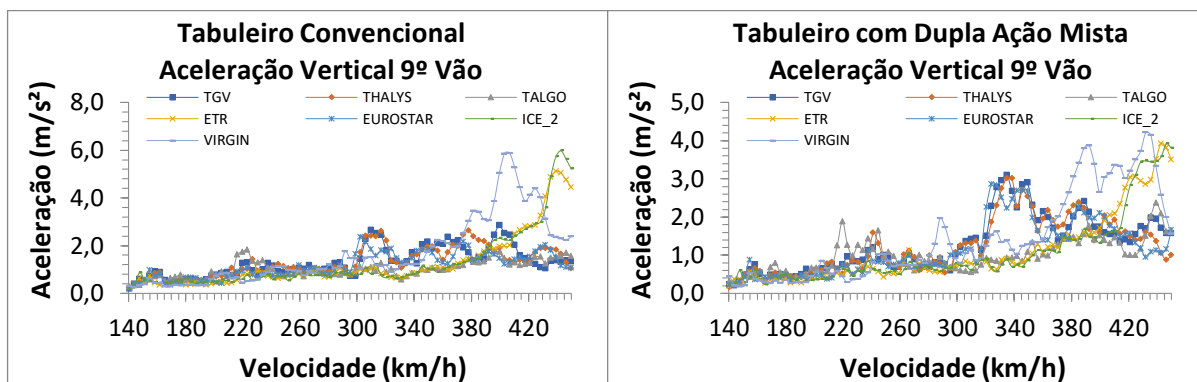 Tabuleiro Convencional
Aceleração Vertical 9º Vão
8,0
6,0
4,0
2,0
0,0
Aceleração (m/s²)
TGV THALYS TALGO
ETR EUROSTAR ICE_2
VIRGIN
140 180 220 260 300 340 380 420
Velocidade (km/h)
Tabuleiro com Dupla Ação Mista
Aceleração Vertical 9º Vão
5,0
4,0
3,0
2,0
1,0
0,0
Aceleração (m/s²)
TGV THALYS TALGO
ETR EUROSTAR ICE_2
VIRGIN
140 180 220 260 300 340 380 420
Velocidade (km/h)